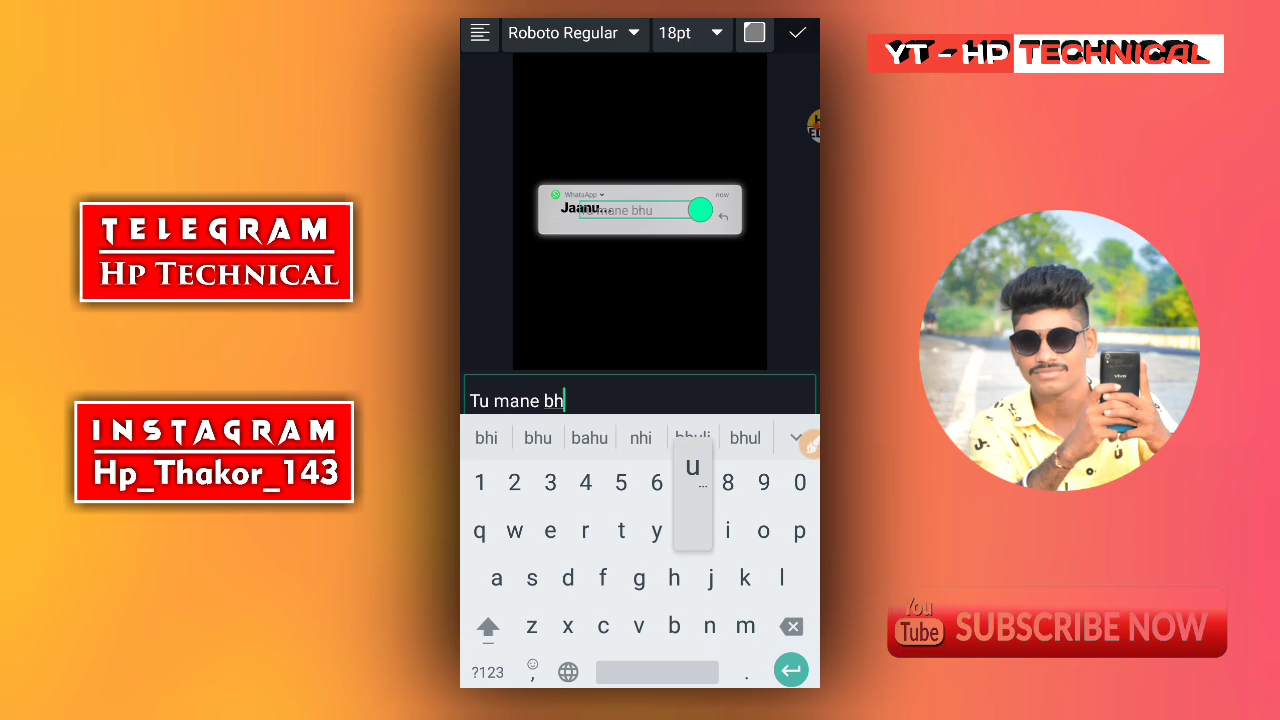 TELEGRAM
HP TECHNICAL
INSTAGRAM
Hp_Thakor_143
Roboto Regular
18pt
WhatsApp
now
Jaanu...
mane bhu
Tu mane bh
bhi bhu bahu nhi bhuli bhul
u
...
1 2 3 4 5 6 8 9 0
q w e r t y i o p
a s d f g h j k l
z x c v b n m
?123 , .
YT - HP TECHNICAL
vivo
You
Tube
SUBSCRIBE NOW